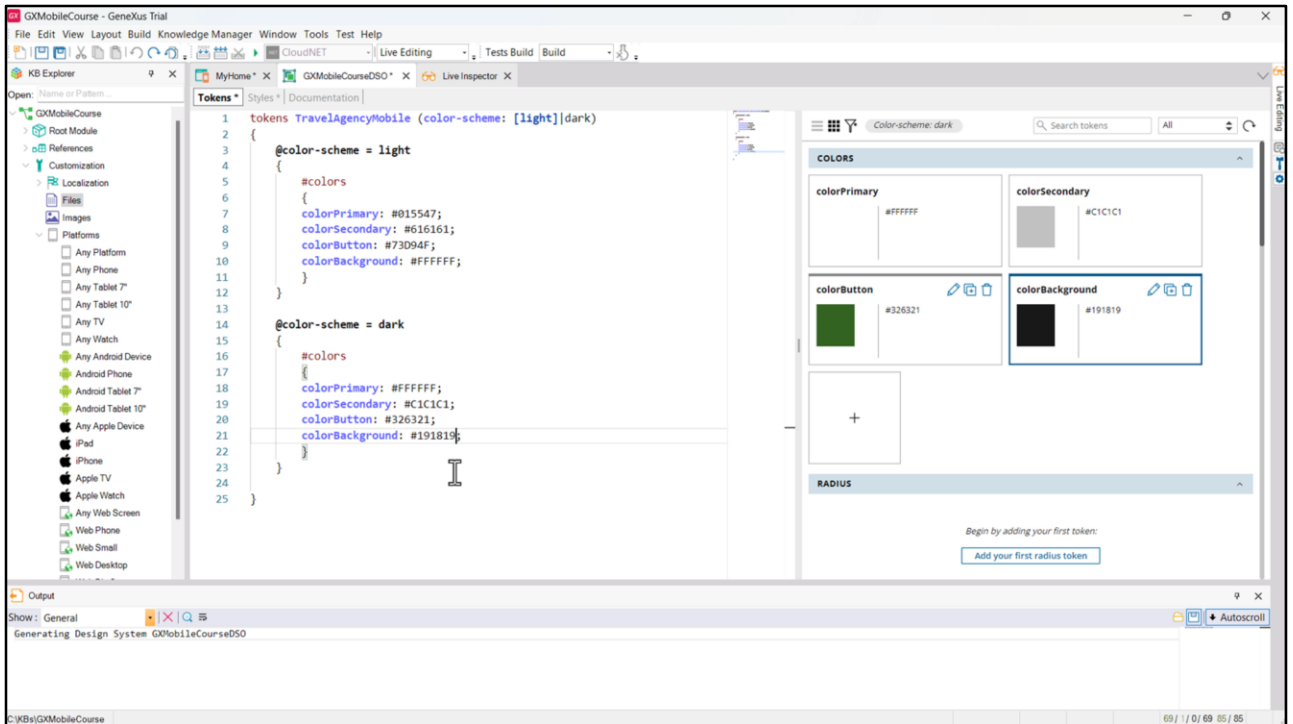 GX GXMobileCourse - GeneXus Trial
File Edit View Layout Build Knowledge Manager Window Tools Test Help
CloudNET Live Editing Tests Build Build
KB Explorer
MyHome* X GXMobileCourseDSO* X Live Inspector X
Open: Name or Pattern...
Tokens * Styles * Documentation
GXMobileCourse
Root Module
References
Customization
Localization
Files
Images
Platforms
Any Platform
Any Phone
Any Tablet 7"
Any Tablet 10"
Any TV
Any Watch
Any Android Device
Android Phone
Android Tablet 7"
Android Tablet 10"
Any Apple Device
iPad
iPhone
Apple TV
Apple Watch
Any Web Screen
Web Phone
Web Small
Web Desktop
1 tokens TravelAgencyMobile (color-scheme: [light]|dark)
2 {
3 @color-scheme = light
4 {
5 #colors
6 {
7 colorPrimary: #015547;
8 colorSecondary: #616161;
9 colorButton: #73D94F;
10 colorBackground: #FFFFFF;
11 }
12 }
13
14 @color-scheme = dark
15 {
16 #colors
17 {
18 colorPrimary: #FFFFFF;
19 colorSecondary: #C1C1C1;
20 colorButton: #326321;
21 colorBackground: #191819;
22 }
23 }
24
25 }
Color-scheme: dark Search tokens All
COLORS
colorPrimary
#FFFFFF
colorSecondary
#C1C1C1
colorButton
#326321
colorBackground
#191819
+
RADIUS
Begin by adding your first token:
Add your first radius token
Live Editing
Output
Show: General Autoscroll
Generating Design System GXMobileCourseDSO
C:\KBs\GXMobileCourse
69/ 1/ 0/ 69 85/ 85